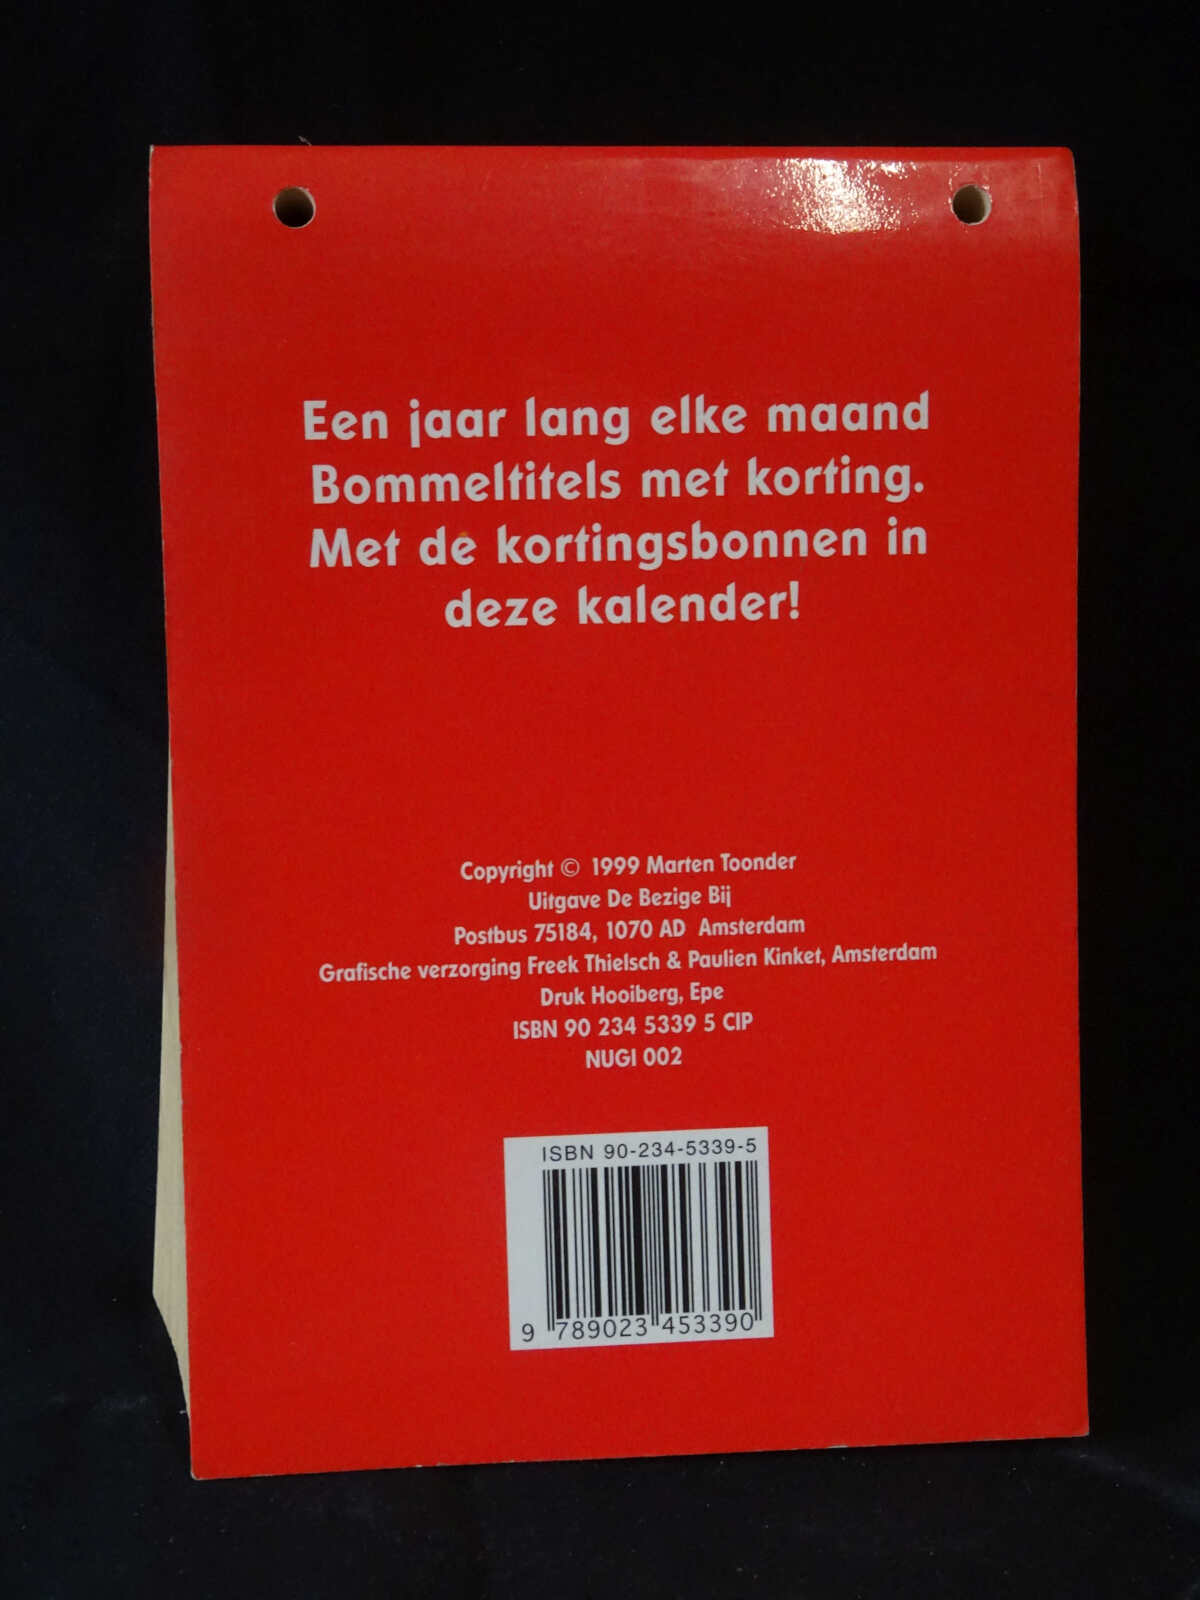 Een jaar lang elke maand
Bommeltitels met korting.
Met de kortingsbonnen in
deze kalender!
Copyright © 1999 Marten Toonder
Uitgave De Bezige Bij
Postbus 75184, 1070 AD Amsterdam
Grafische verzorging Freek Thielsch & Paulien Kinket, Amsterdam
Druk Hooiberg, Epe
ISBN 90 234 5339 5 CIP
NUGI 002
ISBN 90-234-5339-5
9 789023 453390